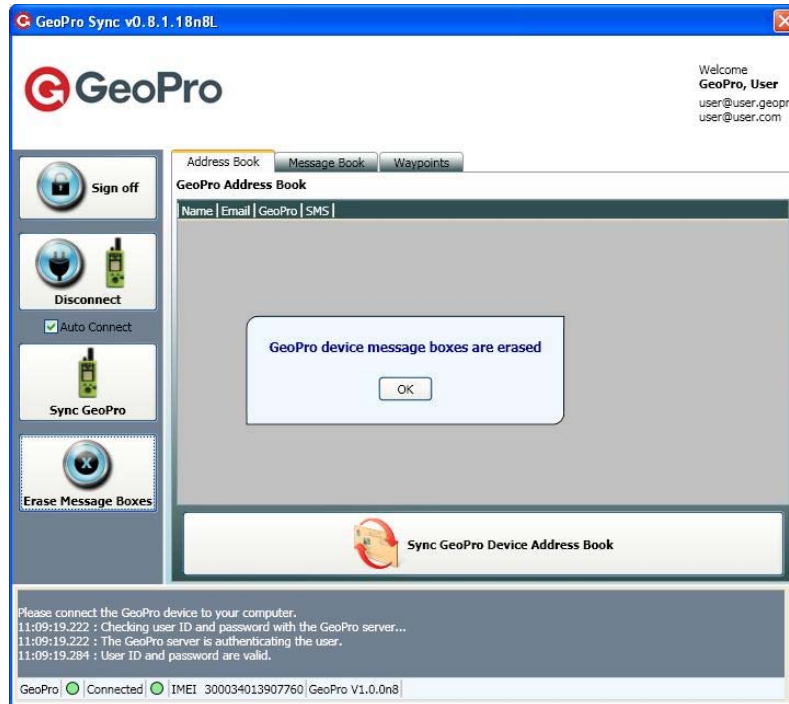 GeoPro Sync v0.8.1.18n8L
GeoPro
Welcome
GeoPro, User
user@user.geopr
user@user.com
Sign off
Disconnect
Auto Connect
Sync GeoPro
Erase Message Boxes
Address Book Message Book Waypoints
GeoPro Address Book
Name Email GeoPro SMS
GeoPro device message boxes are erased
OK
Sync GeoPro Device Address Book
Please connect the GeoPro device to your computer.
11:09:19.222 : Checking user ID and password with the GeoPro server...
11:09:19.222 : The GeoPro server is authenticating the user.
11:09:19.284 : User ID and password are valid.
GeoPro Connected IMEI 300034013907760 GeoPro V1.0.0n8